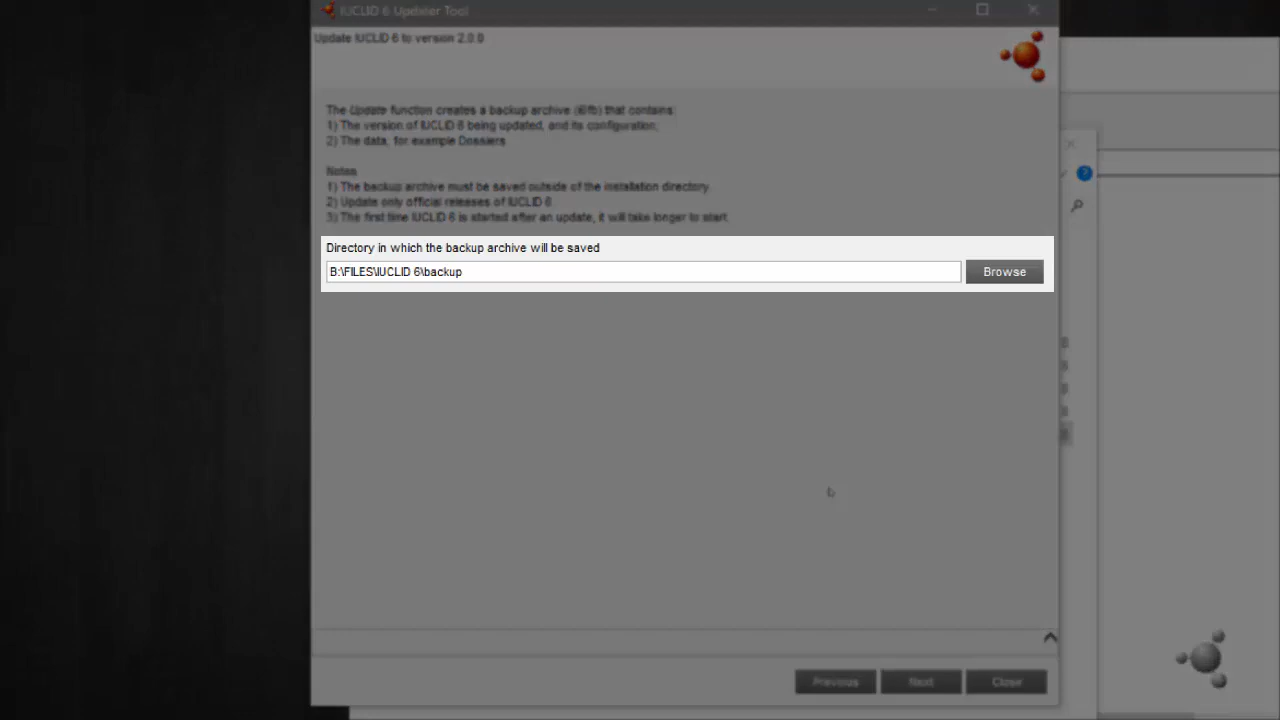 IUCLID 6 Updater Tool
Update IUCLID 6 to version 2.0.0
The Update function creates a backup archive (i6fb) that contains:
1) The version of IUCLID 6 being updated, and its configuration;
2) The data, for example Dossiers
Notes
1) The backup archive must be saved outside of the installation directory.
2) Update only official releases of IUCLID 6
3) The first time IUCLID 6 is started after an update, it will take longer to start.
Directory in which the backup archive will be saved
B:\FILES\IUCLID 6\backup
Browse
Previous
Next
Close